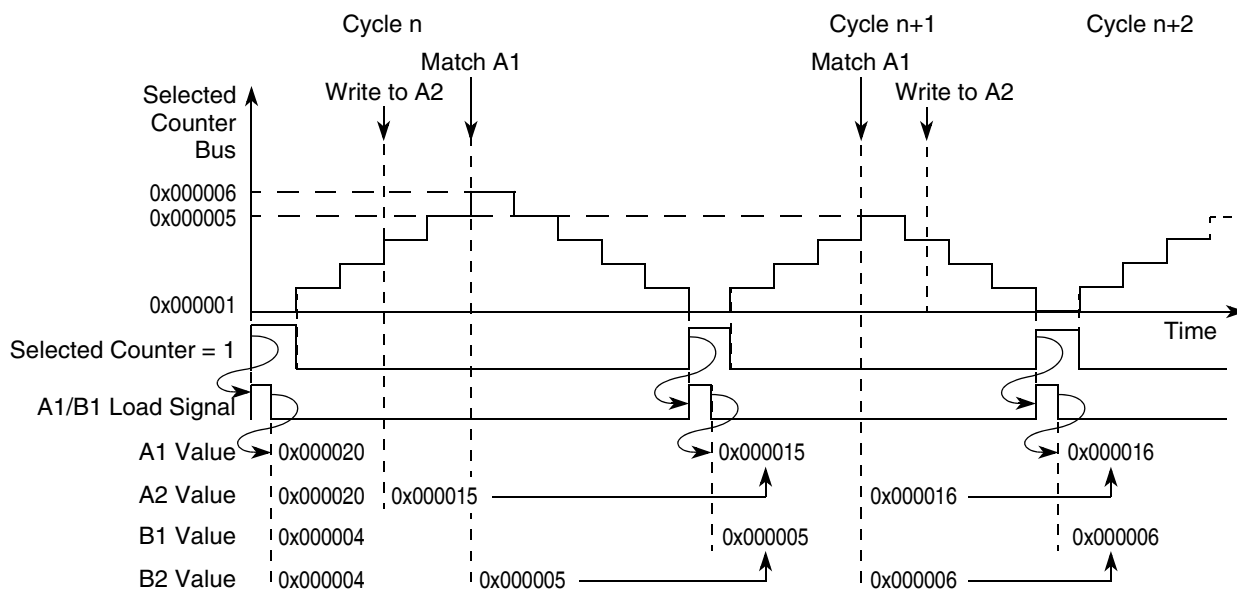 Cycle n
Cycle n+1
Cycle n+2
Match A1
Match A1
Write to A2
Write to A2
Selected
Counter
Bus
0x000006
0x000005
0x000001
Time
Selected Counter = 1
A1/B1 Load Signal
A1 Value 0x000020 0x000015 0x000016
A2 Value 0x000020 0x000015 0x000016
B1 Value 0x000004 0x000005 0x000006
B2 Value 0x000004 0x000005 0x000006